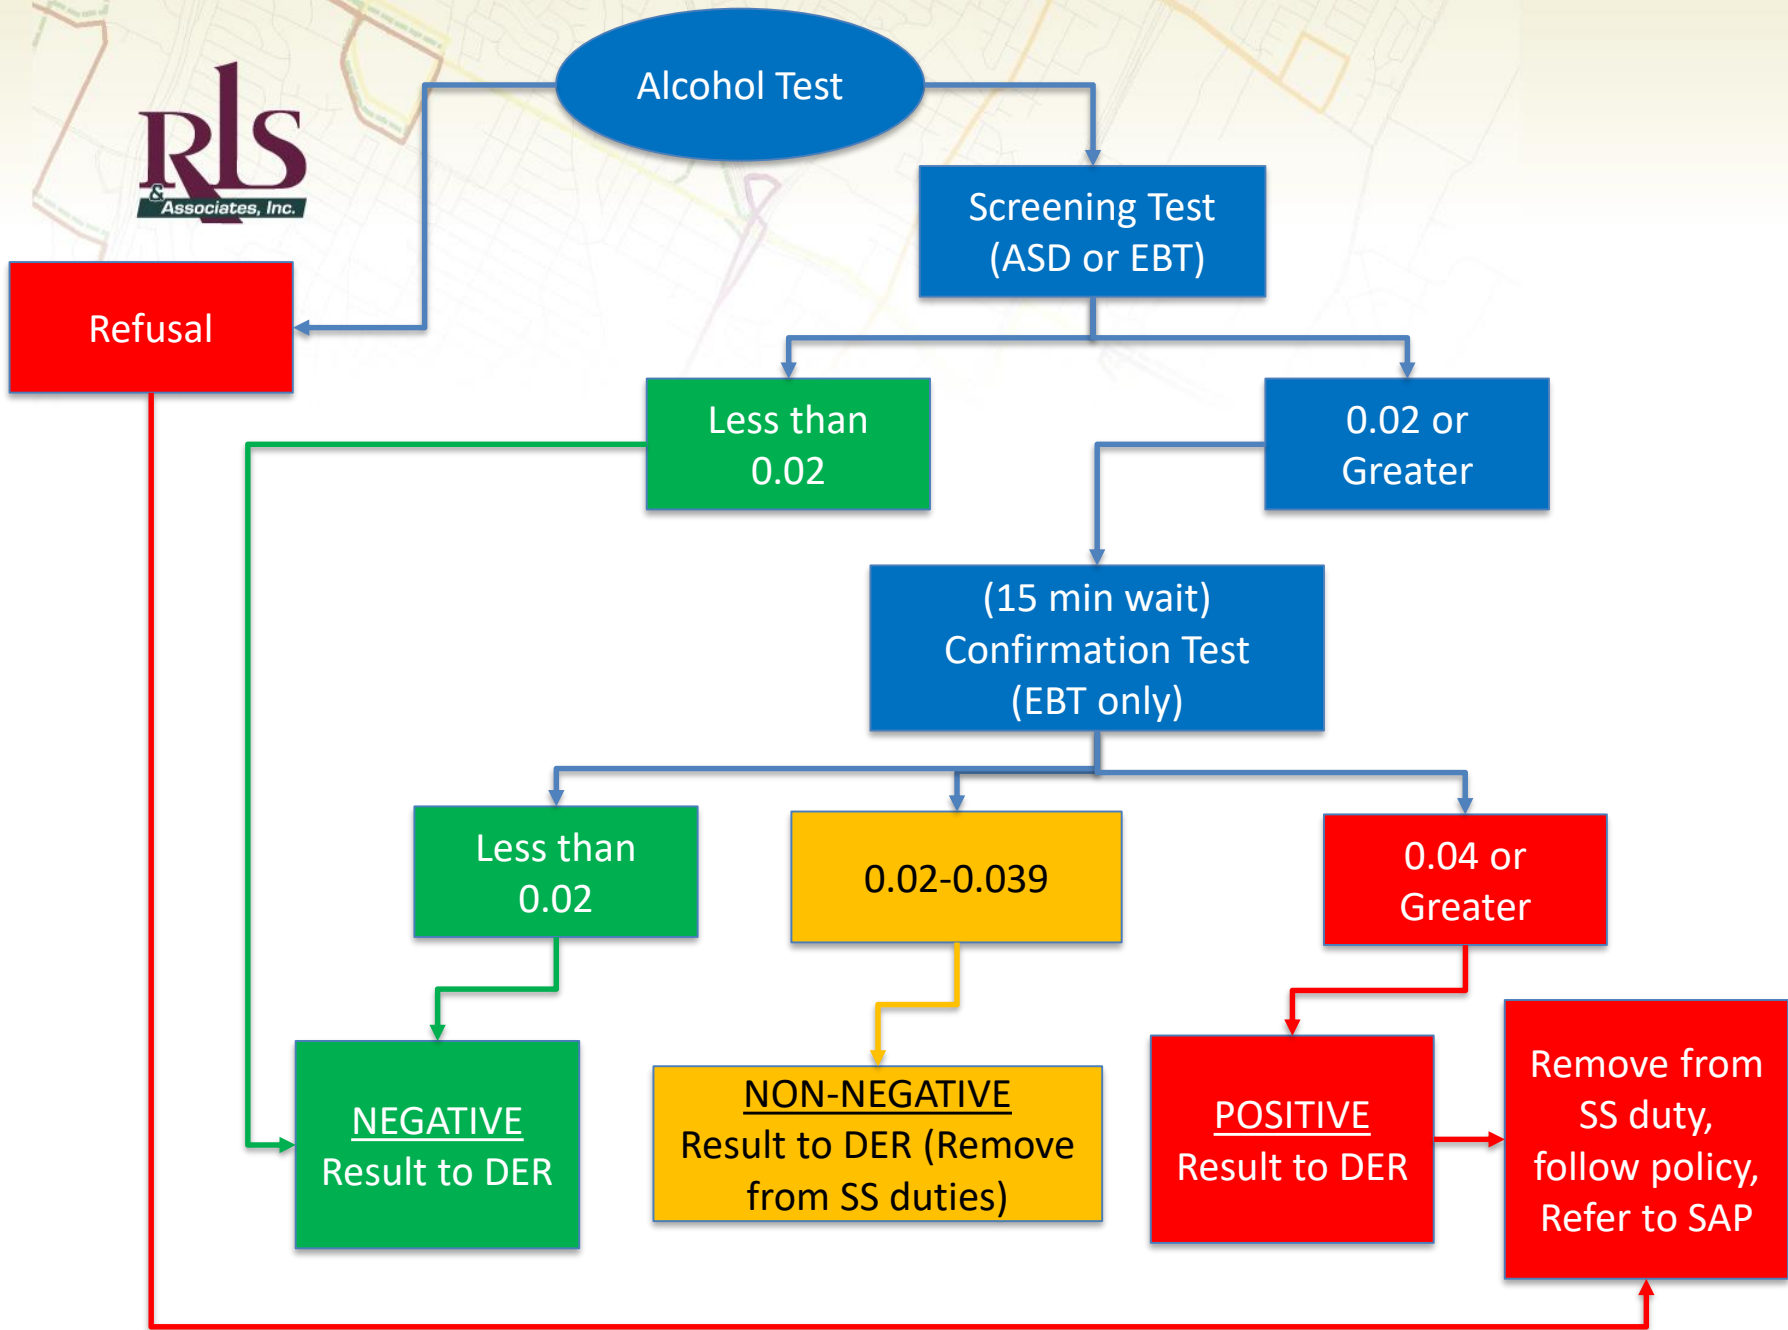 Alcohol Test
RLS
& Associates, Inc.
Screening Test
(ASD or EBT)
Refusal
Less than
0.02
0.02 or
Greater
(15 min wait)
Confirmation Test
(EBT only)
Less than
0.02
0.02-0.039
0.04 or
Greater
NEGATIVE
Result to DER
NON-NEGATIVE
Result to DER (Remove
from SS duties)
POSITIVE
Result to DER
Remove from
SS duty,
follow policy,
Refer to SAP